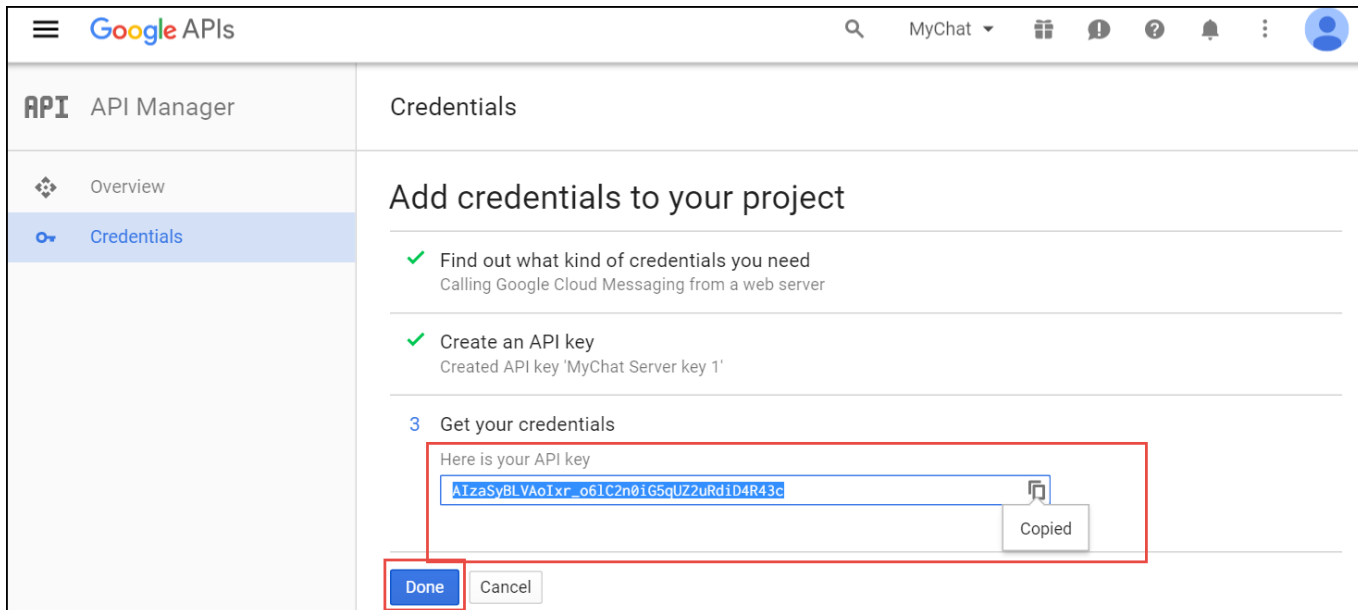 Google APIs
MyChat
API API Manager
Credentials
Overview
Credentials
Add credentials to your project
Find out what kind of credentials you need
Calling Google Cloud Messaging from a web server
Create an API key
Created API key 'MyChat Server key 1'
3 Get your credentials
Here is your API key
AIzaSyBLVAoIxr_o6lC2n0iG5qUZ2uRdiD4R43c
Copied
Done
Cancel